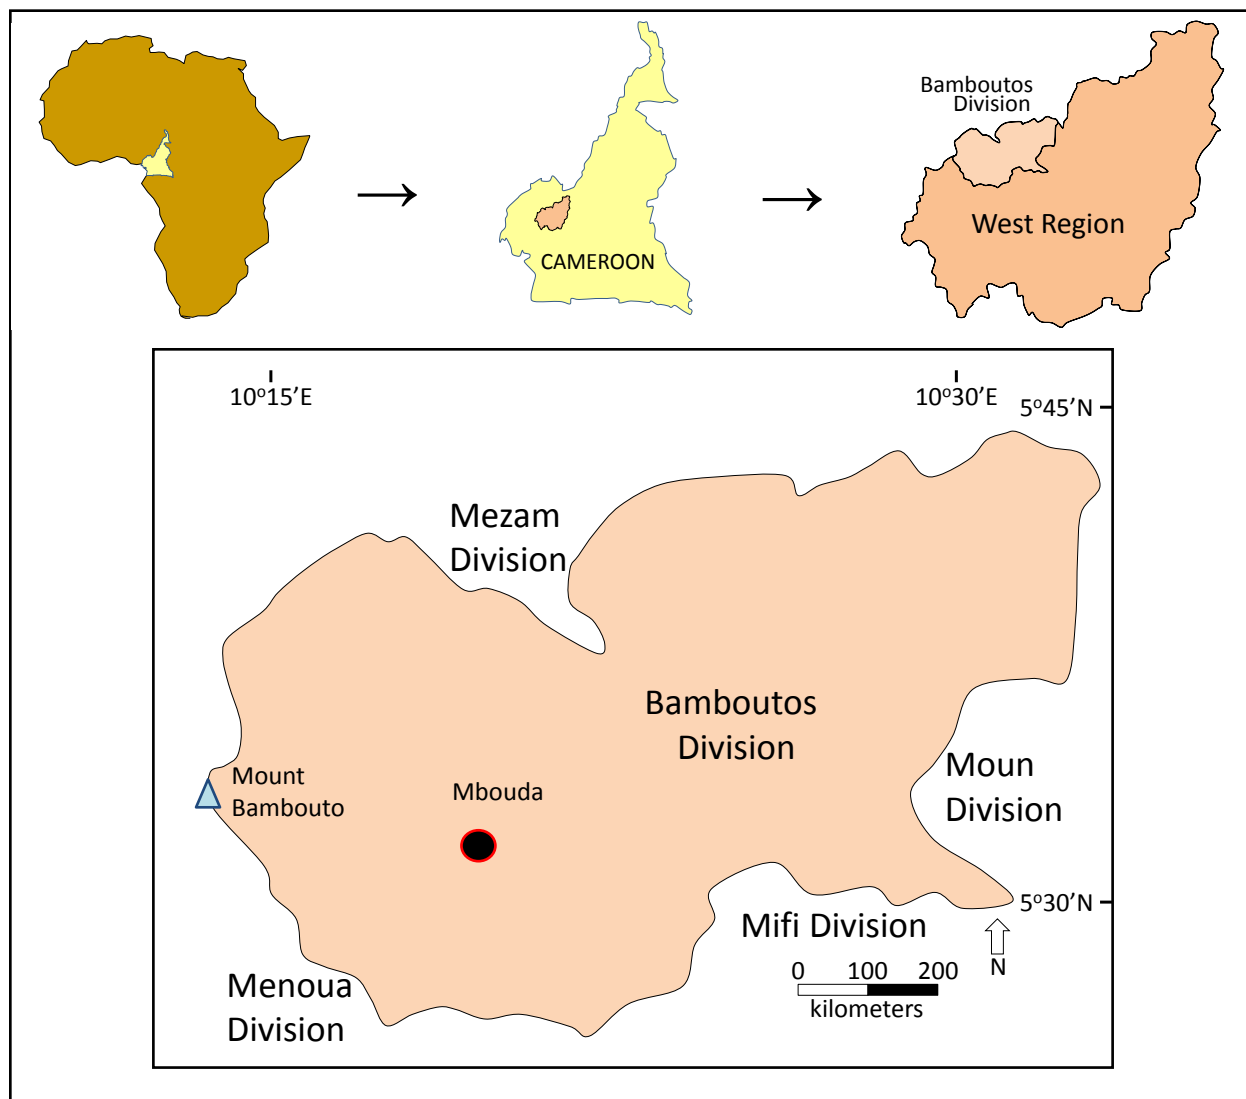 Bamboutos
Division
West Region
CAMEROON
10°15'E
10°30'E
5°45'N
Mezam
Division
Bamboutos
Division
Mount
Bambouto
Mbouda
Moun
Division
5°30'N
Mifi Division
N
0 100 200
kilometers
Menoua
Division